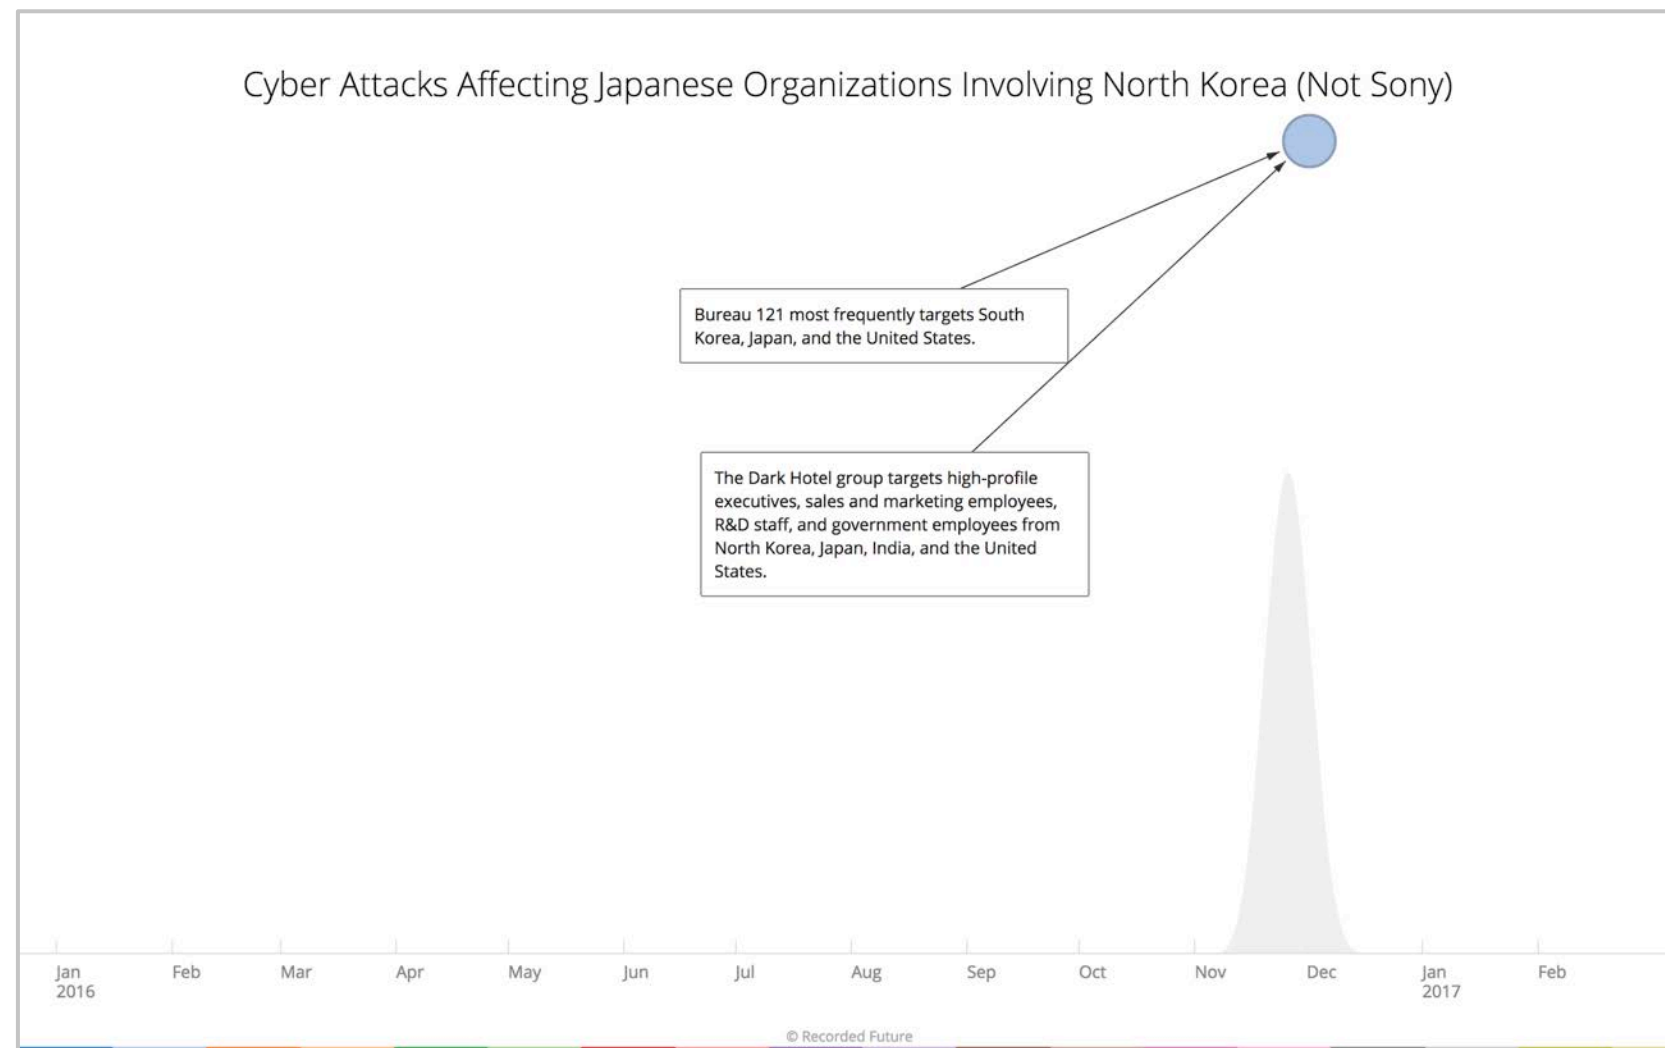 Cyber Attacks Affecting Japanese Organizations Involving North Korea (Not Sony)
Bureau 121 most frequently targets South
Korea, Japan, and the United States.
The Dark Hotel group targets high-profile
executives, sales and marketing employees,
R&D staff, and government employees from
North Korea, Japan, India, and the United
States.
Jan Feb Mar Apr May Jun Jul Aug Sep Oct Nov Dec Jan Feb
2016 2017
© Recorded Future